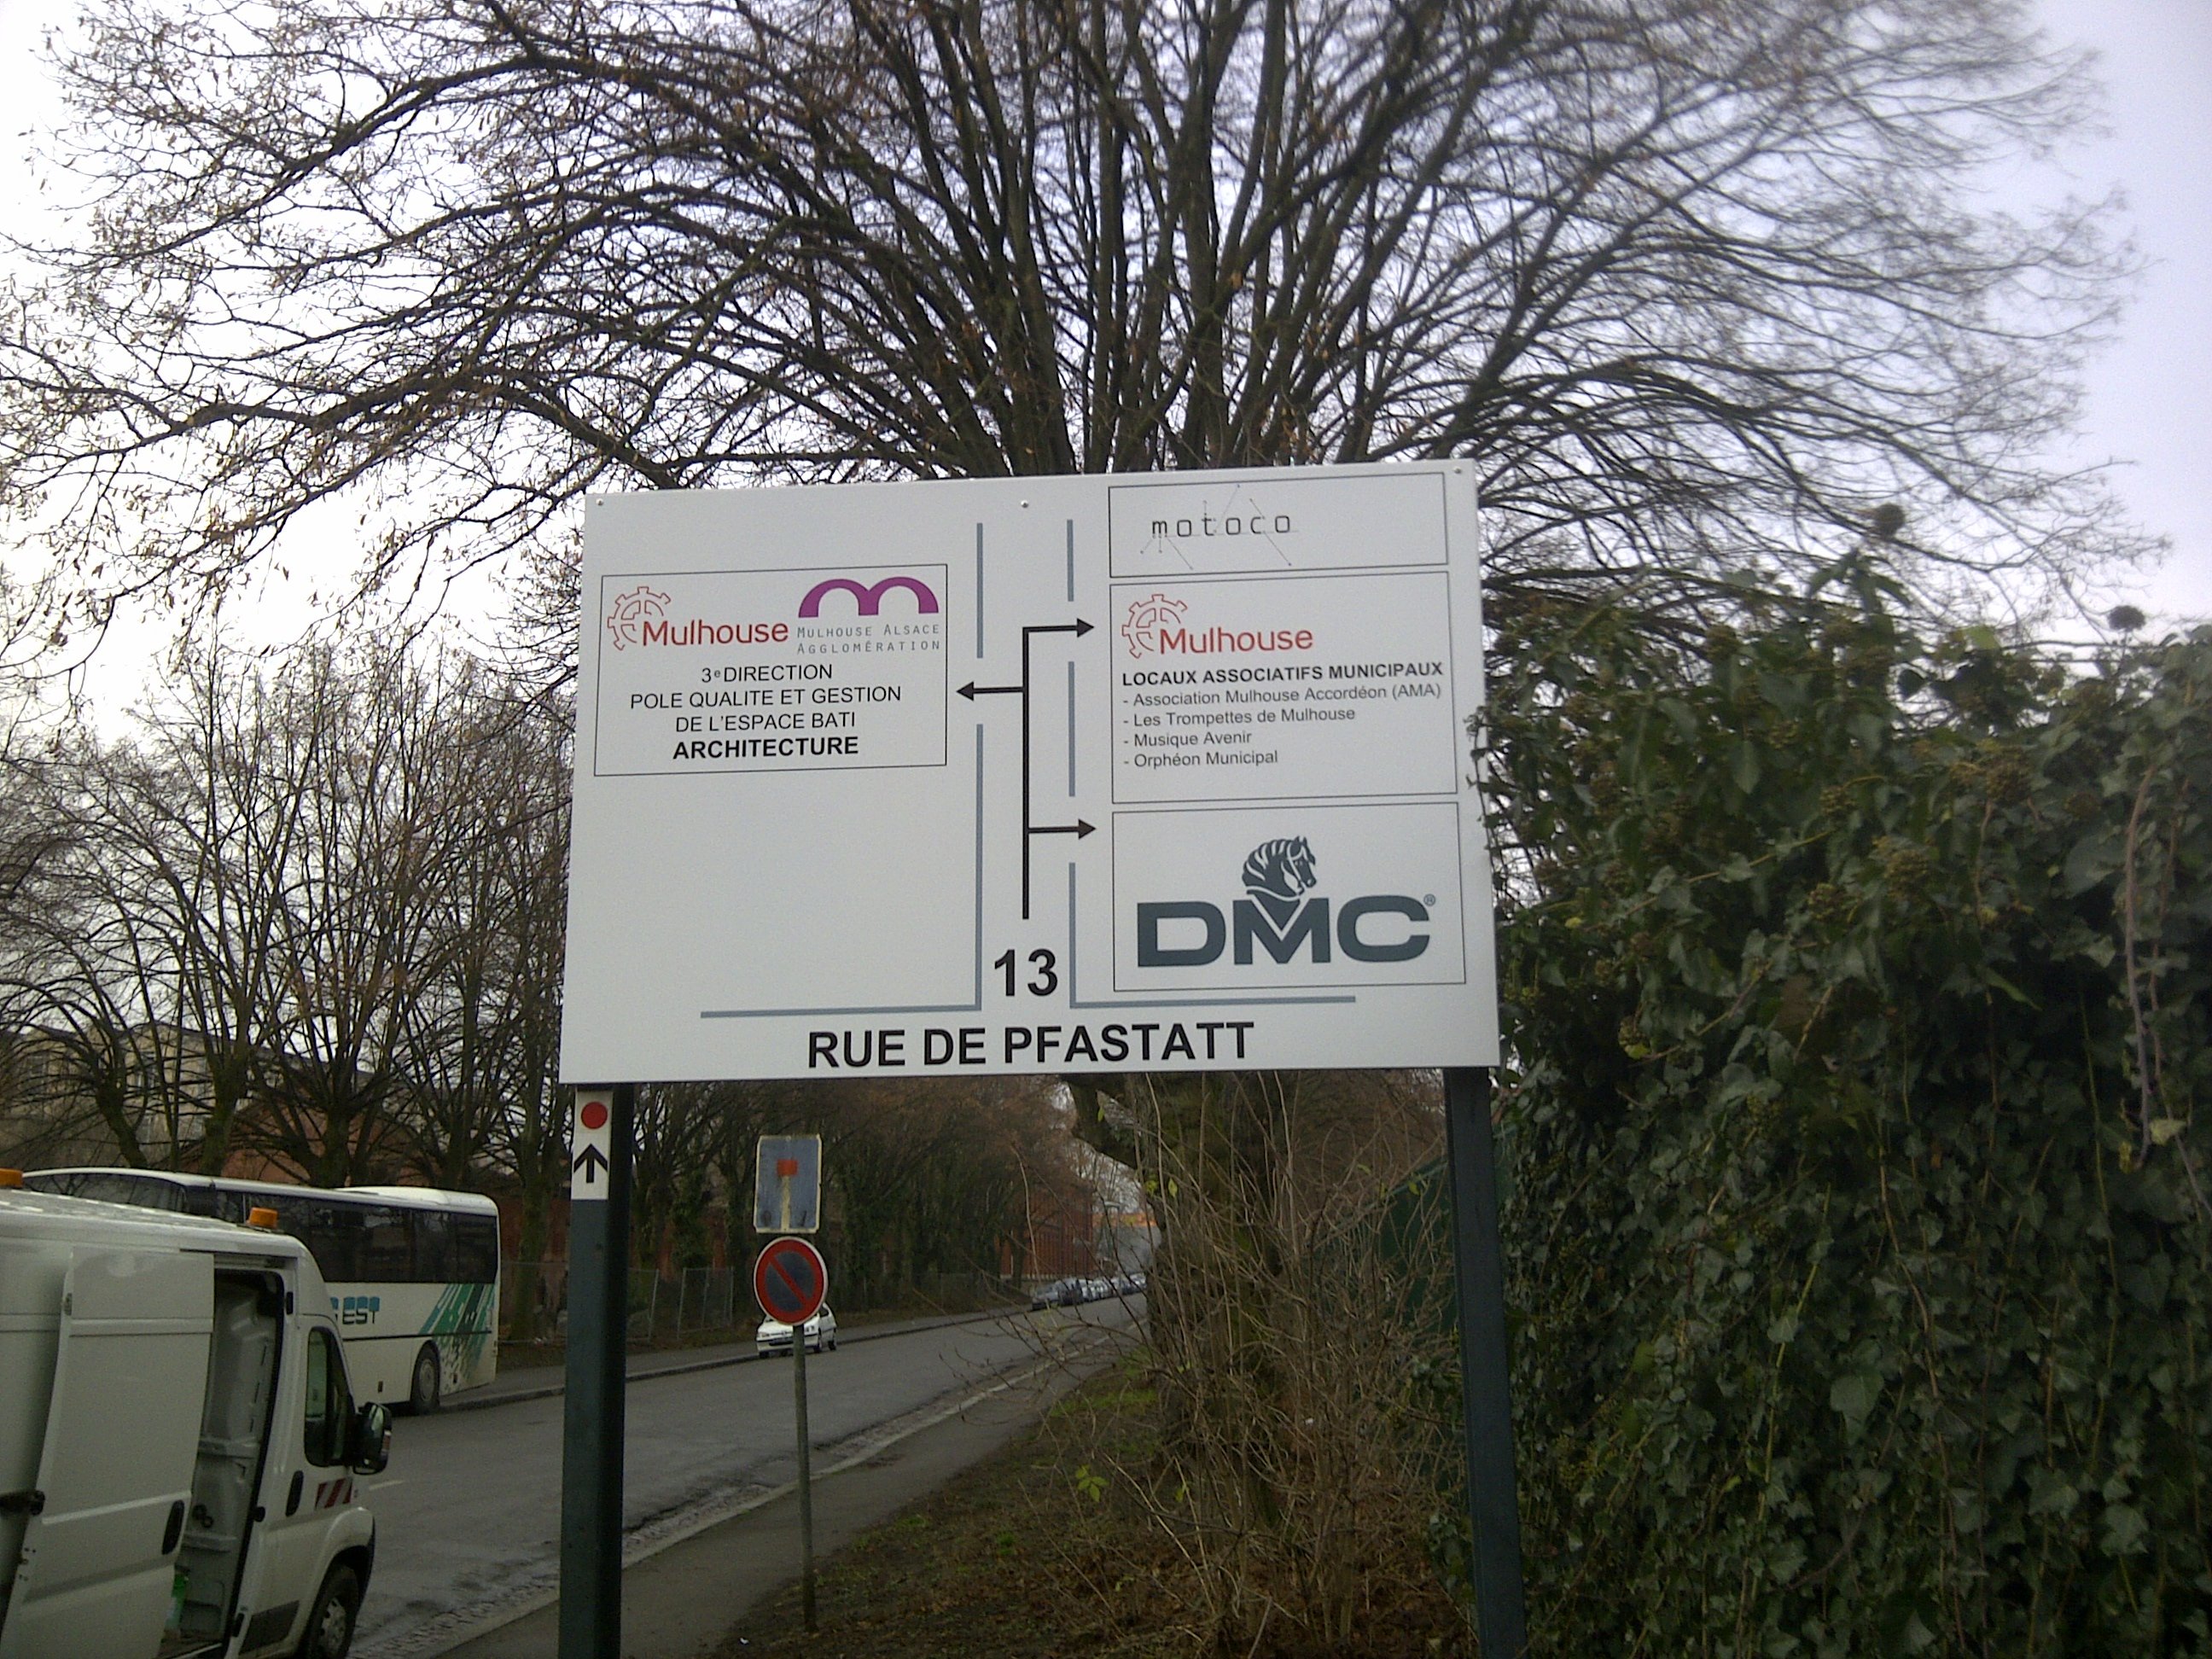 motoco
Mulhouse
MULHOUSE ALSACE
AGGLOMÉRATION
3e DIRECTION
POLE QUALITE ET GESTION
DE L'ESPACE BATI
ARCHITECTURE
Mulhouse
LOCAUX ASSOCIATIFS MUNICIPAUX
- Association Mulhouse Accordéon (AMA)
- Les Trompettes de Mulhouse
- Musique Avenir
- Orphéon Municipal
DMC®
13
RUE DE PFASTATT
EST